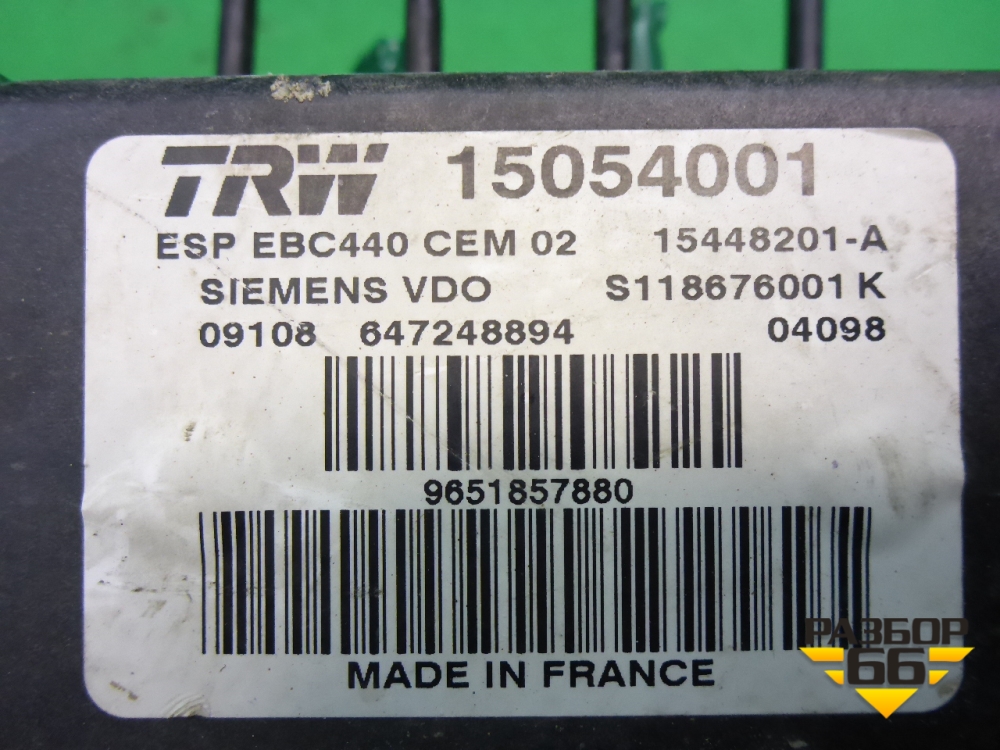 TRW 15054001
ESP EBC440 CEM 02 15448201-A
SIEMENS VDO S118676001 K
09108 647248894 04098
9651857880
MADE IN FRANCE
РАЗБОР
66